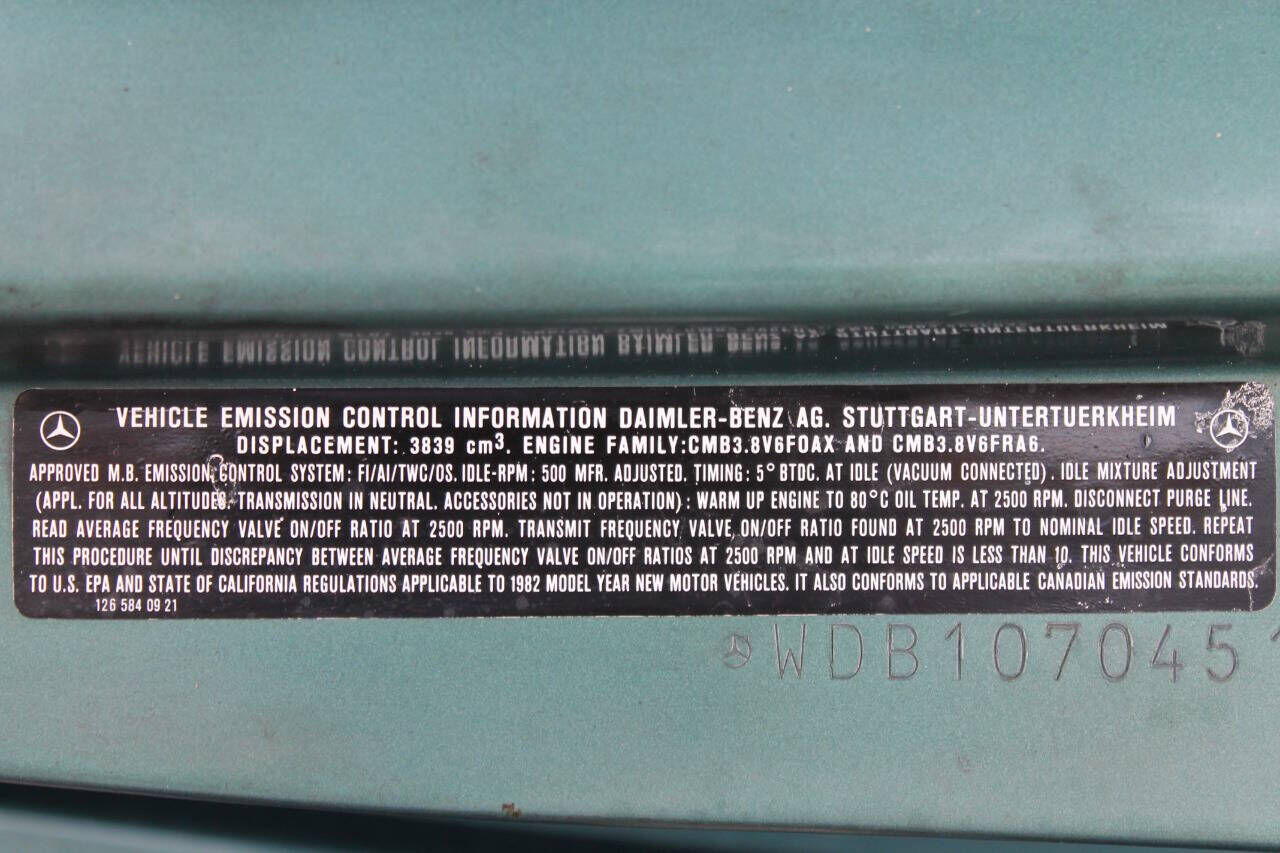 VEHICLE EMISSION CONTROL INFORMATION DAIMLER-BENZ AG. STUTTGART-UNTERTUERKHEIM
DISPLACEMENT: 3839 cm³. ENGINE FAMILY:CMB3.8V6FOAX AND CMB3.8V6FRA6.
APPROVED M.B. EMISSION CONTROL SYSTEM: FI/AI/TWC/OS. IDLE-RPM: 500 MFR. ADJUSTED. TIMING: 5° BTDC. AT IDLE (VACUUM CONNECTED). IDLE MIXTURE ADJUSTMENT
(APPL. FOR ALL ALTITUDES. TRANSMISSION IN NEUTRAL. ACCESSORIES NOT IN OPERATION): WARM UP ENGINE TO 80°C OIL TEMP. AT 2500 RPM. DISCONNECT PURGE LINE.
READ AVERAGE FREQUENCY VALVE ON/OFF RATIO AT 2500 RPM. TRANSMIT FREQUENCY VALVE ON/OFF RATIO FOUND AT 2500 RPM TO NOMINAL IDLE SPEED. REPEAT
THIS PROCEDURE UNTIL DISCREPANCY BETWEEN AVERAGE FREQUENCY VALVE ON/OFF RATIOS AT 2500 RPM AND AT IDLE SPEED IS LESS THAN 10. THIS VEHICLE CONFORMS
TO U.S. EPA AND STATE OF CALIFORNIA REGULATIONS APPLICABLE TO 1982 MODEL YEAR NEW MOTOR VEHICLES. IT ALSO CONFORMS TO APPLICABLE CANADIAN EMISSION STANDARDS.
126 584 09 21
WDB1070451